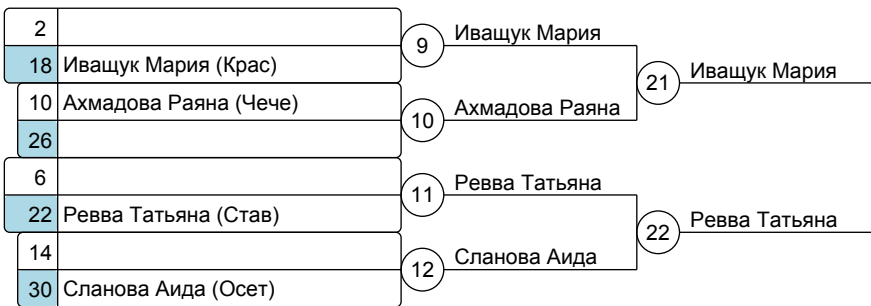 2
18 Иващук Мария (Крас)
9 Иващук Мария
10 Ахмадова Раяна (Чече)
26
10 Ахмадова Раяна
21 Иващук Мария
6
22 Ревва Татьяна (Став)
11 Ревва Татьяна
14
30 Сланова Аида (Осет)
12 Сланова Аида
22 Ревва Татьяна